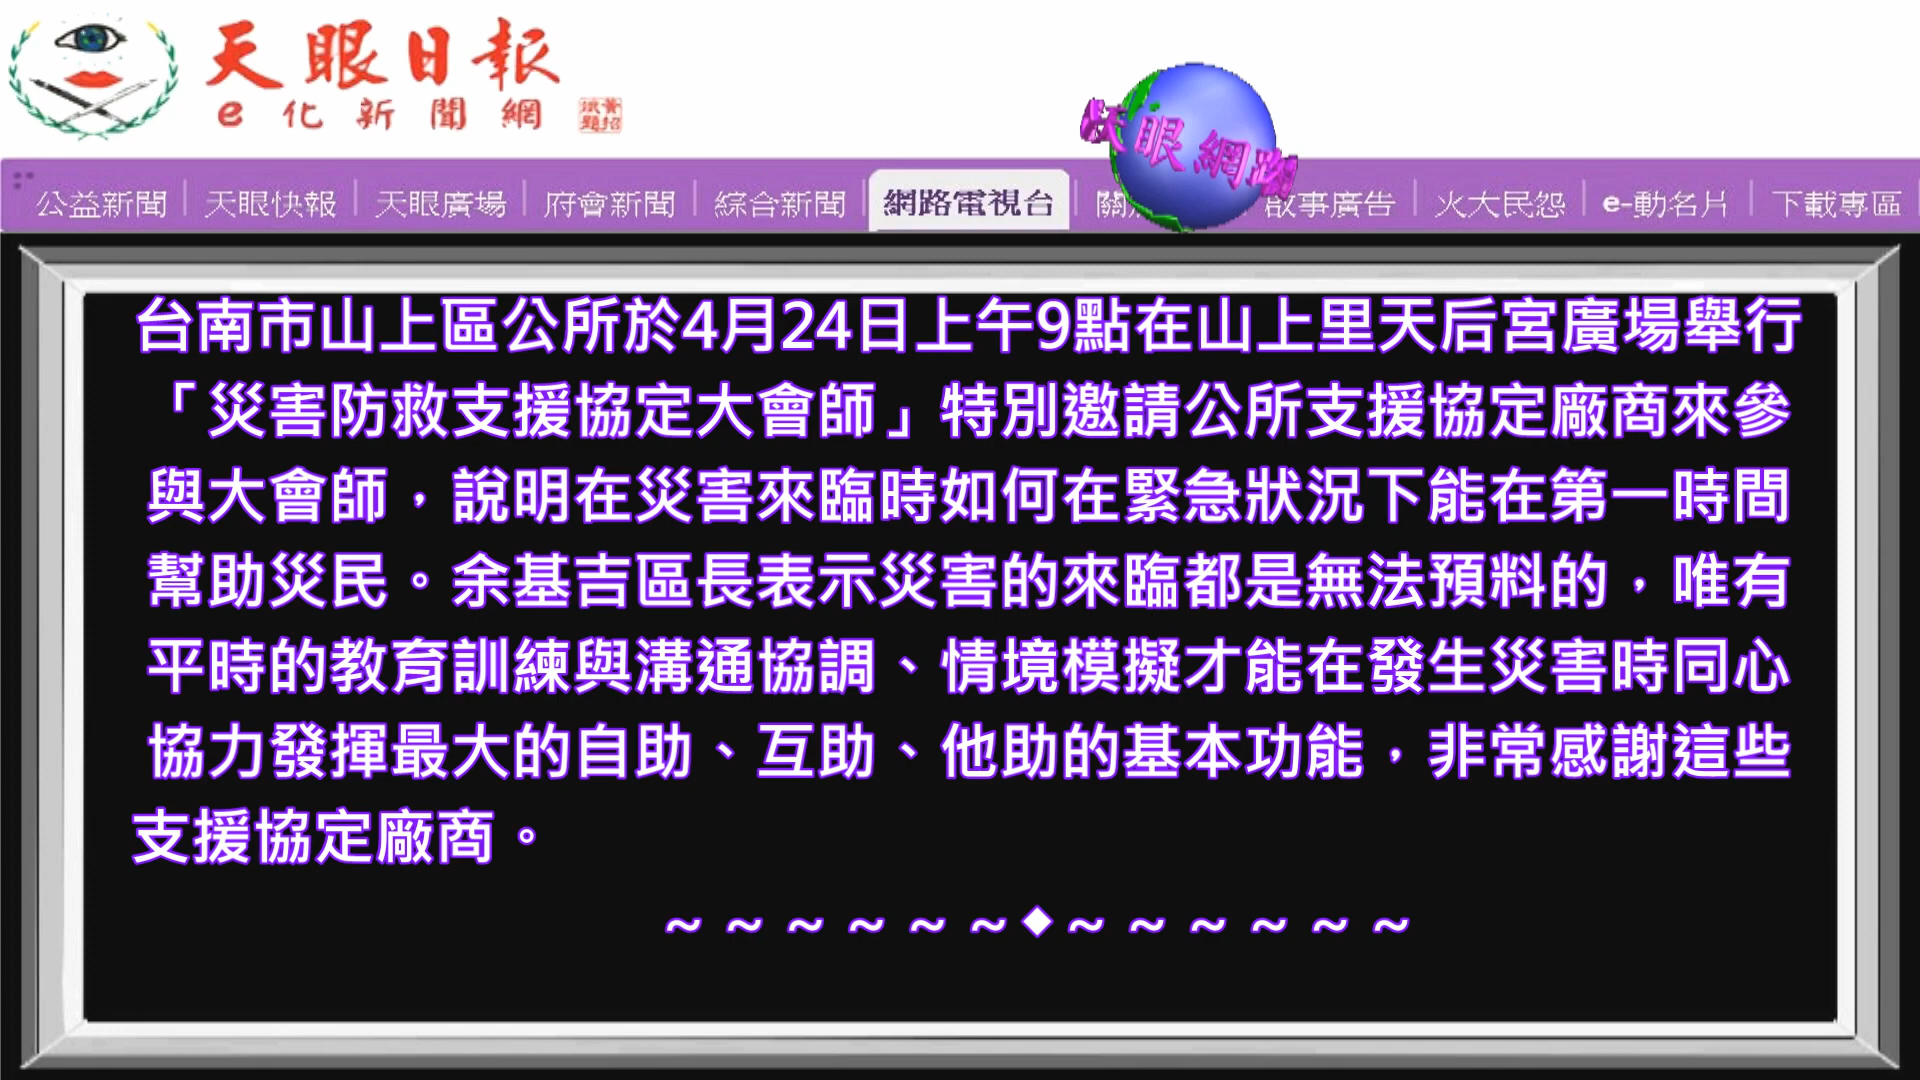 天眼日報
e化新聞網
天眼網路
公益新聞 天眼快報 天眼廣場 府會新聞 綜合新聞 網路電視台 啟事廣告 火大民怨 e-動名片 下載專區
台南市山上區公所於4月24日上午9點在山上里天后宮廣場舉行
「災害防救支援協定大會師」特別邀請公所支援協定廠商來參
與大會師，說明在災害來臨時如何在緊急狀況下能在第一時間
幫助災民。余基吉區長表示災害的來臨都是無法預料的，唯有
平時的教育訓練與溝通協調、情境模擬才能在發生災害時同心
協力發揮最大的自助、互助、他助的基本功能，非常感謝這些
支援協定廠商。
～～～～～～◆～～～～～～